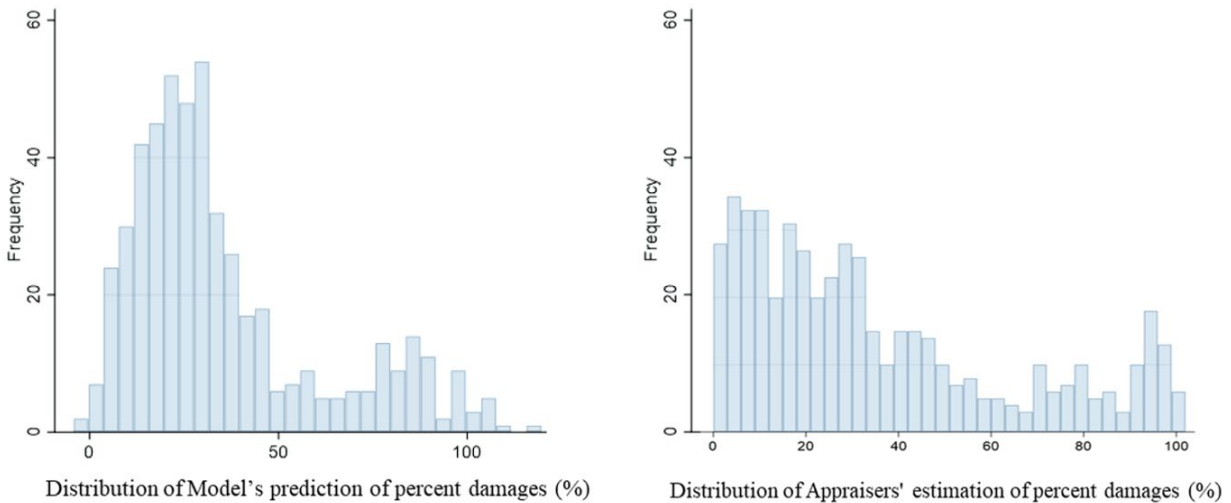 60
40
20
0
Frequency
0 50 100
Distribution of Model's prediction of percent damages (%)
60
40
20
0
Frequency
0 20 40 60 80 100
Distribution of Appraisers' estimation of percent damages (%)